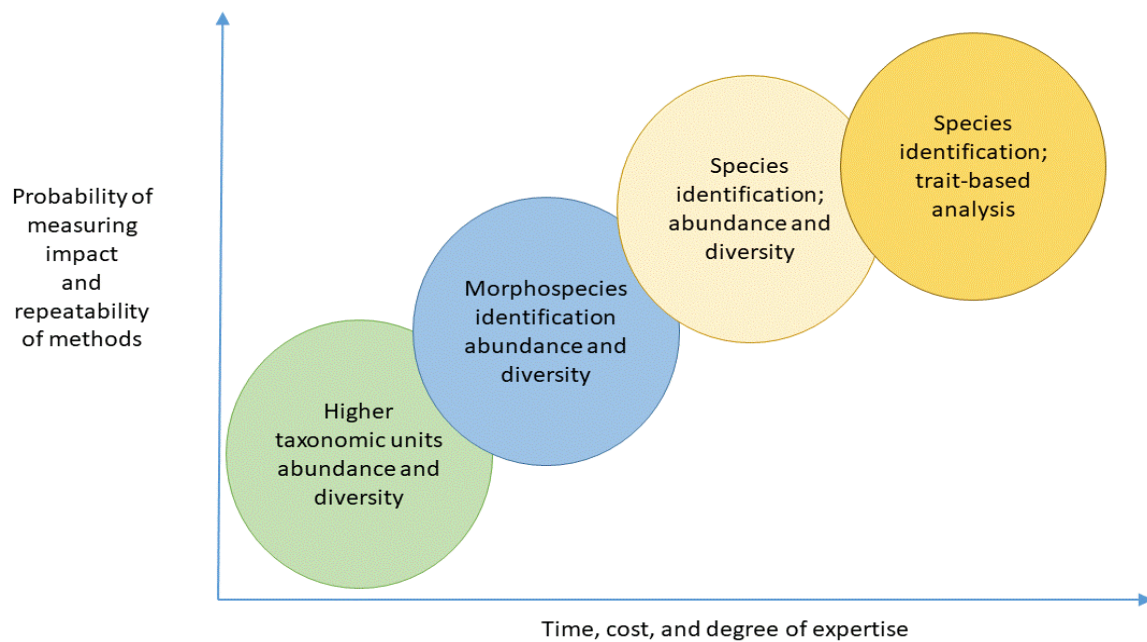 Probability of
measuring
impact
and
repeatability
of methods
Higher
taxonomic units
abundance and
diversity
Morphospecies
identification
abundance and
diversity
Species
identification;
abundance and
diversity
Species
identification;
trait-based
analysis
Time, cost, and degree of expertise